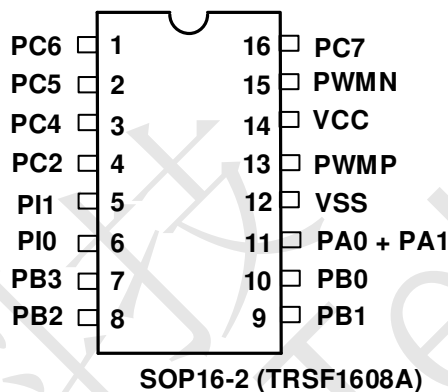 PC6 1 16 PC7
PC5 2 15 PWMN
PC4 3 14 VCC
PC2 4 13 PWMP
PI1 5 12 VSS
PI0 6 11 PA0 + PA1
PB3 7 10 PB0
PB2 8 9 PB1
SOP16-2 (TRSF1608A)